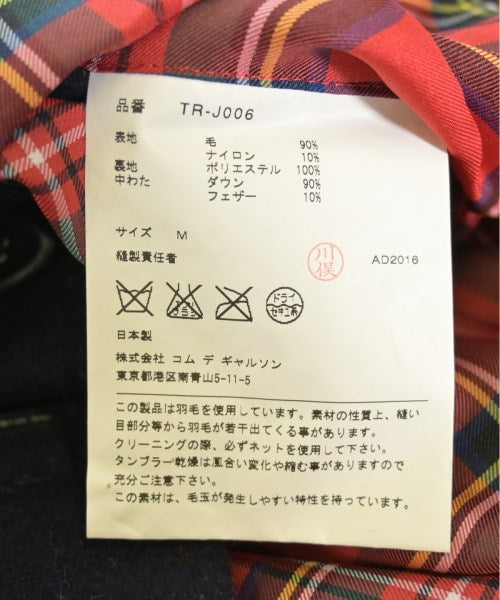 品番 TR-J006
表地 毛 90%
ナイロン 10%
裏地 ポリエステル 100%
中わた ダウン 90%
フェザー 10%
サイズ M
縫製責任者 川俣 AD2016
エンソサラシ ドライ セキユ系
日本製
株式会社 コム デ ギャルソン
東京都港区南青山5-11-5
この製品は羽毛を使用しています。素材の性質上、縫い
目部分等から羽毛が若干出てくる事があります。
クリーニングの際、必ずネットを使用して下さい。
タンブラー乾燥は風合い変化や縮む事がありますので
充分ご注意下さい。
この素材は、毛玉が発生しやすい特性を持っています。